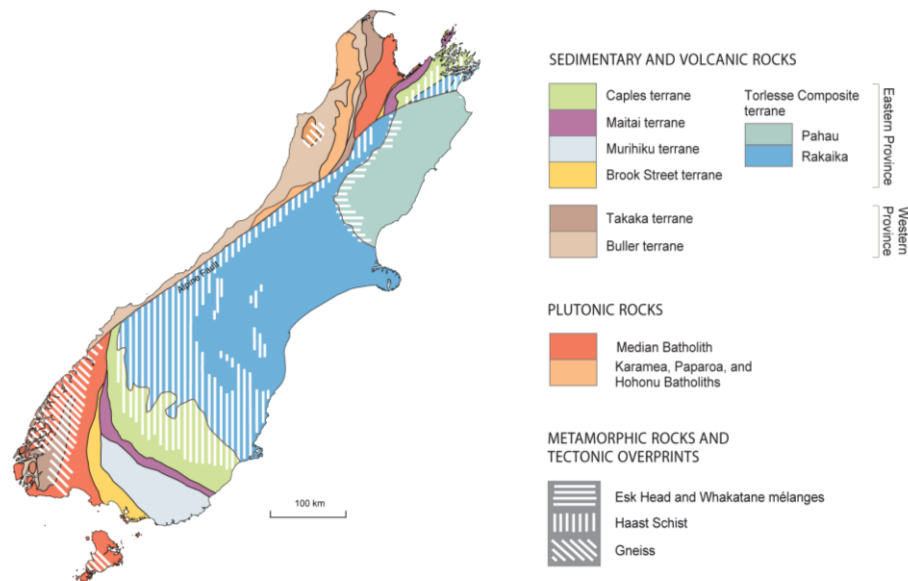 SEDIMENTARY AND VOLCANIC ROCKS
Caples terrane
Maitai terrane
Murihiku terrane
Brook Street terrane
Torlesse Composite
terrane
Pahau
Rakaika
Eastern Province
Takaka terrane
Buller terrane
Western
Province
PLUTONIC ROCKS
Median Batholith
Karamea, Paparoa, and
Hohonu Batholiths
METAMORPHIC ROCKS AND
TECTONIC OVERPRINTS
Esk Head and Whakatane mélanges
Haast Schist
Gneiss
Alpine Fault
100 km